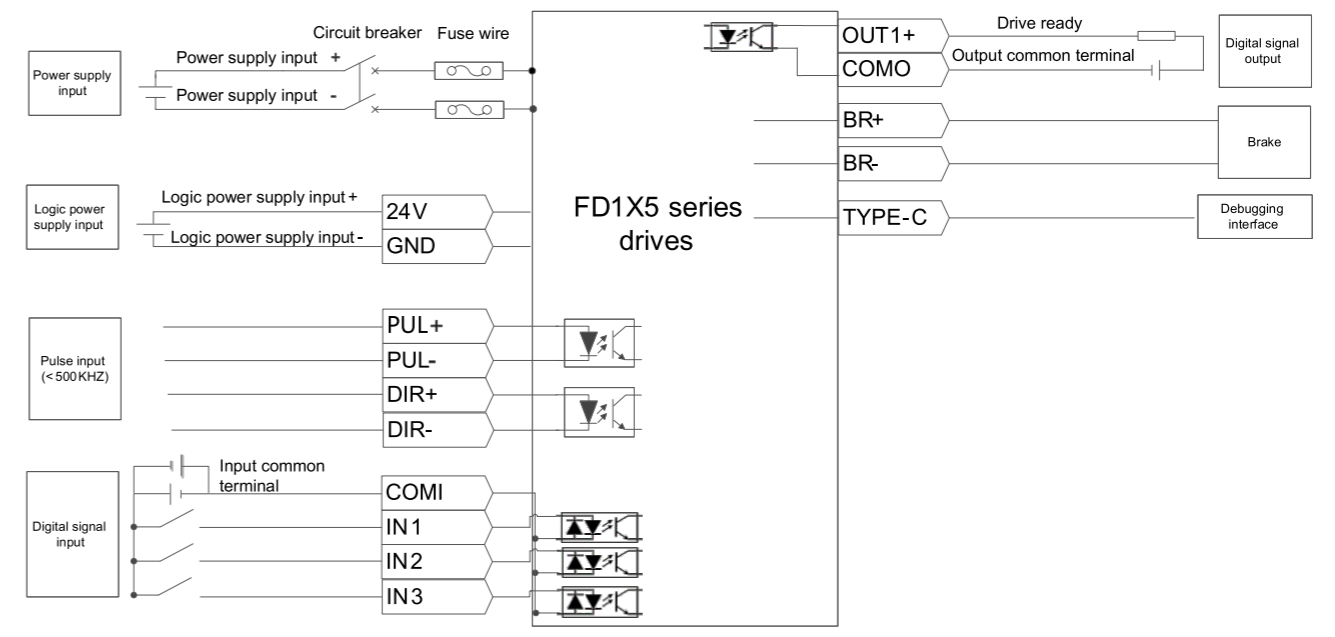 Circuit breaker
Fuse wire
Power supply
input
Power supply input +
Power supply input -
Logic power
supply input
Logic power supply input +
Logic power supply input -
24V
GND
Pulse input
(<500KHZ)
PUL+
PUL-
DIR+
DIR-
Digital signal
input
Input common
terminal
COMI
IN1
IN2
IN3
FD1X5 series
drives
OUT1+
COMO
BR+
BR-
TYPE-C
Drive ready
Output common terminal
Digital signal
output
Brake
Debugging
interface